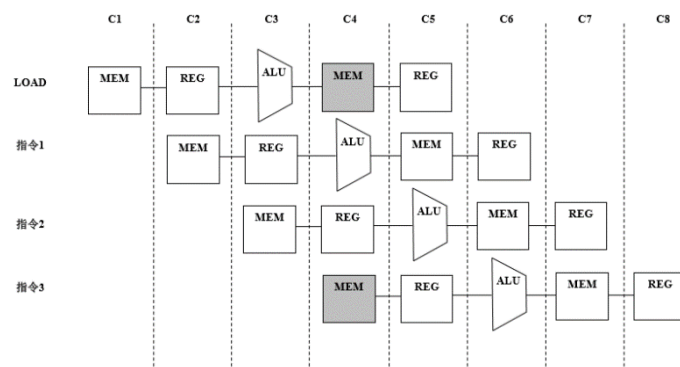 C1 C2 C3 C4 C5 C6 C7 C8
LOAD MEM REG ALU MEM REG
指令1 MEM REG ALU MEM REG
指令2 MEM REG ALU MEM REG
指令3 MEM REG ALU MEM REG